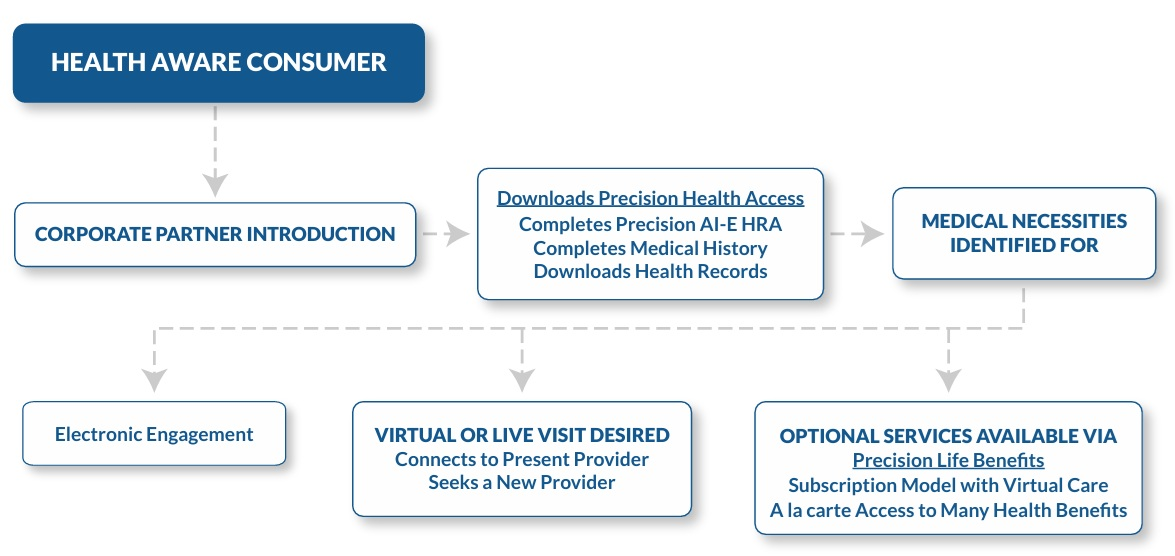 HEALTH AWARE CONSUMER
CORPORATE PARTNER INTRODUCTION
Downloads Precision Health Access
Completes Precision AI-E HRA
Completes Medical History
Downloads Health Records
MEDICAL NECESSITIES
IDENTIFIED FOR
Electronic Engagement
VIRTUAL OR LIVE VISIT DESIRED
Connects to Present Provider
Seeks a New Provider
OPTIONAL SERVICES AVAILABLE VIA
Precision Life Benefits
Subscription Model with Virtual Care
A la carte Access to Many Health Benefits